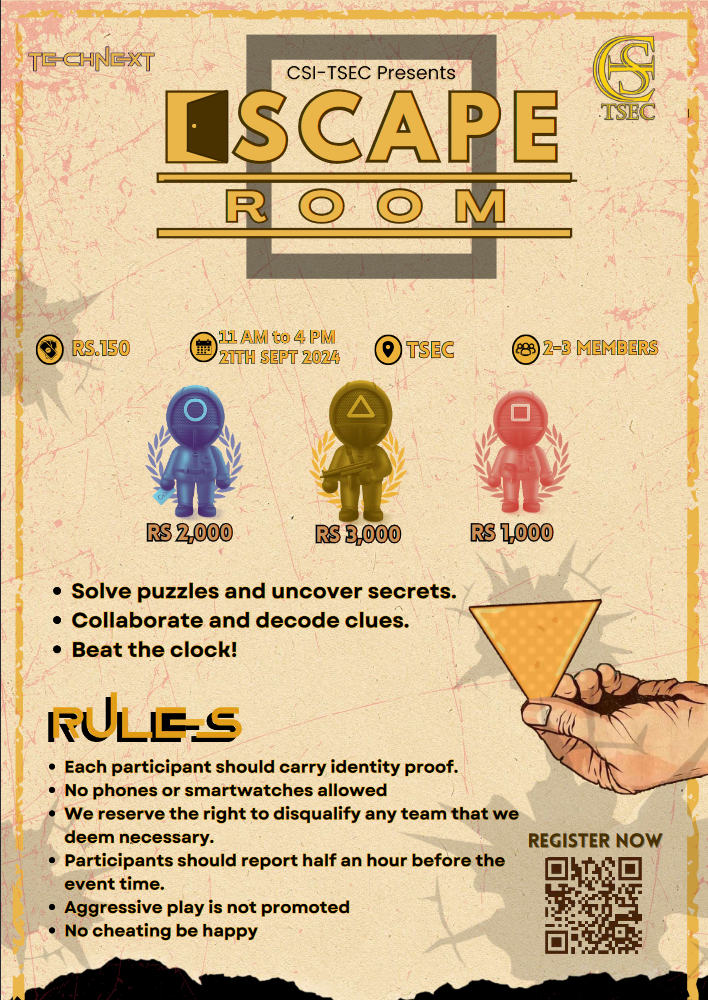 TECHNEXT
CSI-TSEC Presents
TSEC
ESCAPE
ROOM
RS.150
11 AM to 4 PM
27TH SEPT 2024
TSEC
2-3 MEMBERS
RS 2,000
RS 3,000
RS 1,000
• Solve puzzles and uncover secrets.
• Collaborate and decode clues.
• Beat the clock!
RULES
• Each participant should carry identity proof.
• No phones or smartwatches allowed
• We reserve the right to disqualify any team that we
deem necessary.
• Participants should report half an hour before the
event time.
• Aggressive play is not promoted
• No cheating be happy
REGISTER NOW